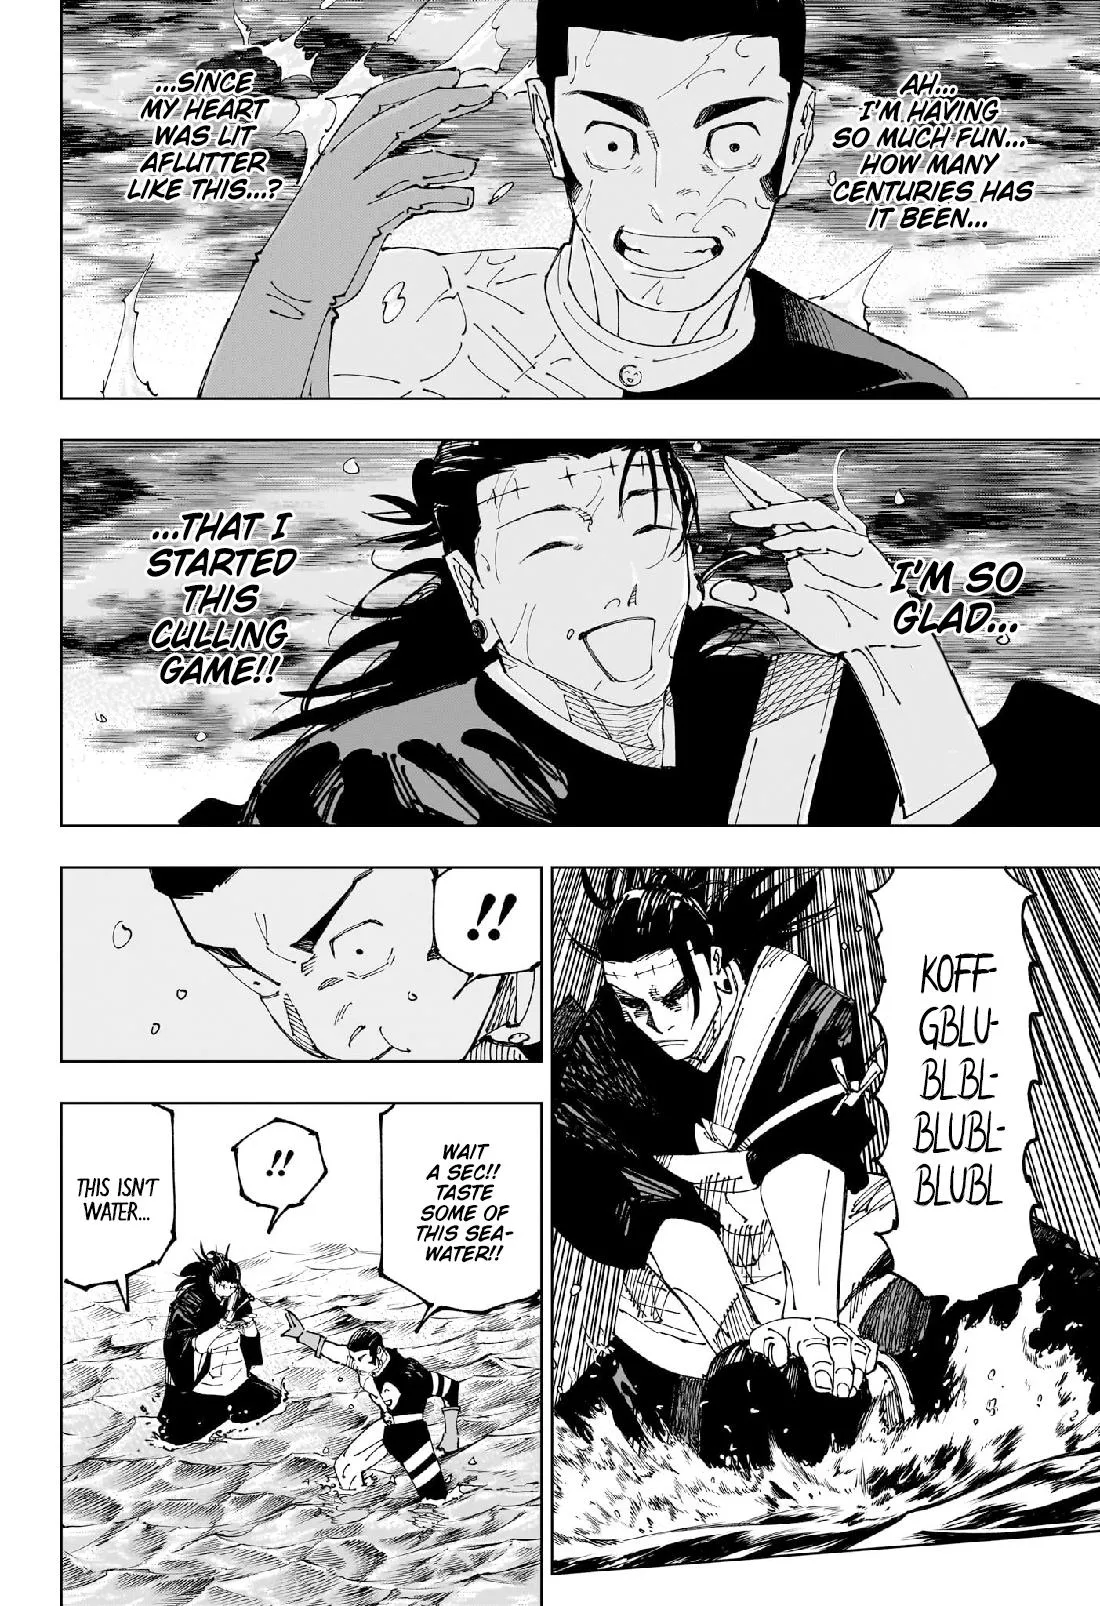 AH...
I'M HAVING
SO MUCH FUN...
HOW MANY
CENTURIES HAS
IT BEEN...
...SINCE
MY HEART
WAS LIT
AFLUTTER
LIKE THIS...?
I'M SO
GLAD...
...THAT I
STARTED
THIS
CULLING
GAME!!
KOFF-
GBLU-
BLBL-
BLUBL-
BLUBL
!!
WAIT
A SEC!!
TASTE
SOME OF
THIS SEA-
WATER!!
!!
THIS ISN'T
WATER...